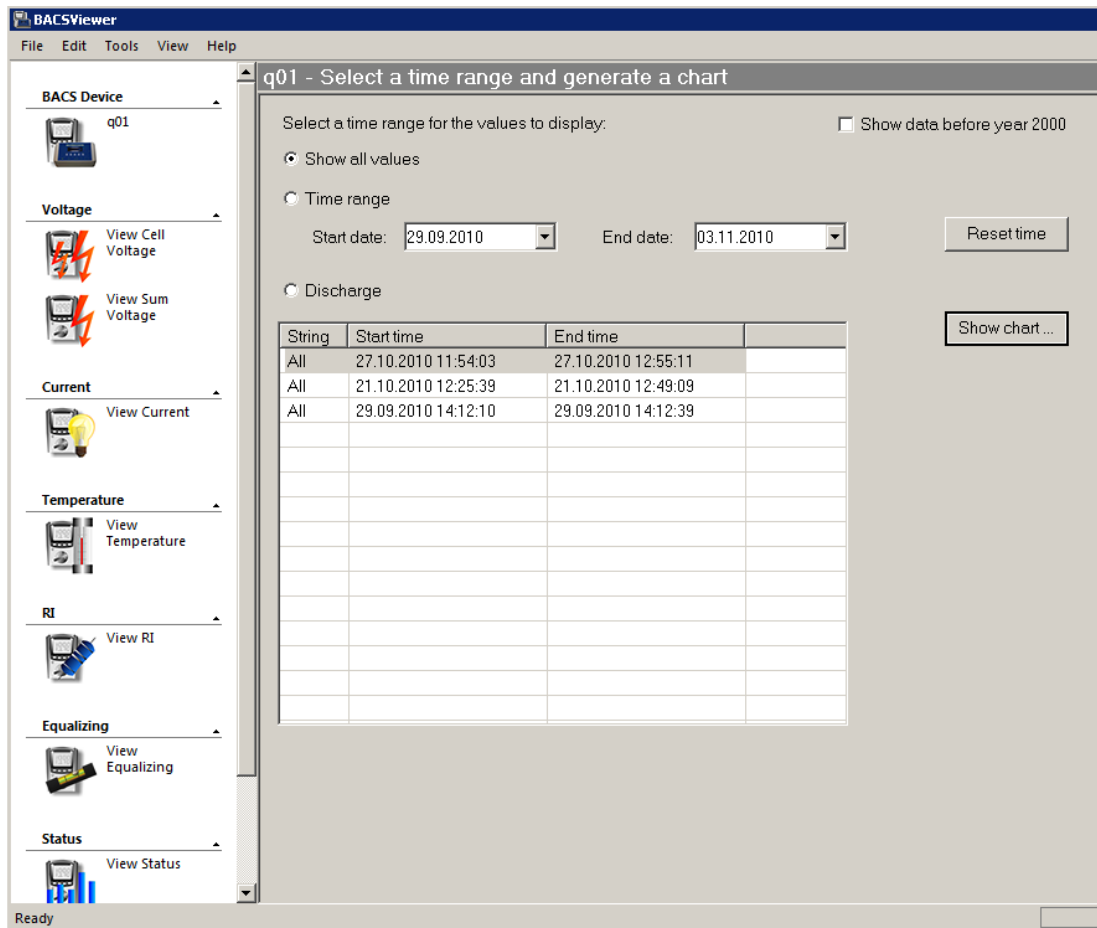 BACSViewer
File Edit Tools View Help
BACS Device
q01
Voltage
View Cell
Voltage
View Sum
Voltage
Current
View Current
Temperature
View
Temperature
RI
View RI
Equalizing
View
Equalizing
Status
View Status
q01 - Select a time range and generate a chart
Select a time range for the values to display:
Show data before year 2000
Show all values
Time range
Start date: 29.09.2010 End date: 03.11.2010 Reset time
Discharge
Show chart ...
String Start time End time
All 27.10.2010 11:54:03 27.10.2010 12:55:11
All 21.10.2010 12:25:39 21.10.2010 12:49:09
All 29.09.2010 14:12:10 29.09.2010 14:12:39
Ready